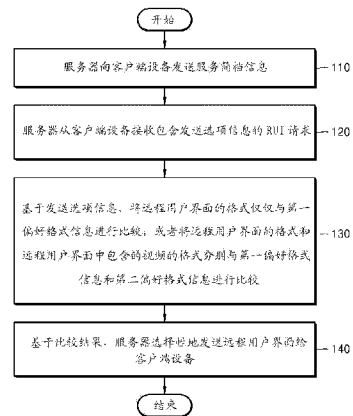 开始
服务器向客户端设备发送服务简档信息
110
服务器从客户端设备接收包含发送选项信息的RUI请求
120
基于发送选项信息、将远程用户界面的格式仅仅与第一
偏好格式信息进行比较；或者将远程用户界面的格式和
远程用户界面中包含的视频的格式分别与第一偏好格式
信息和第二偏好格式信息进行比较
130
基于比较结果、服务器选择性地发送远程用户界面给
客户端设备
140
结束